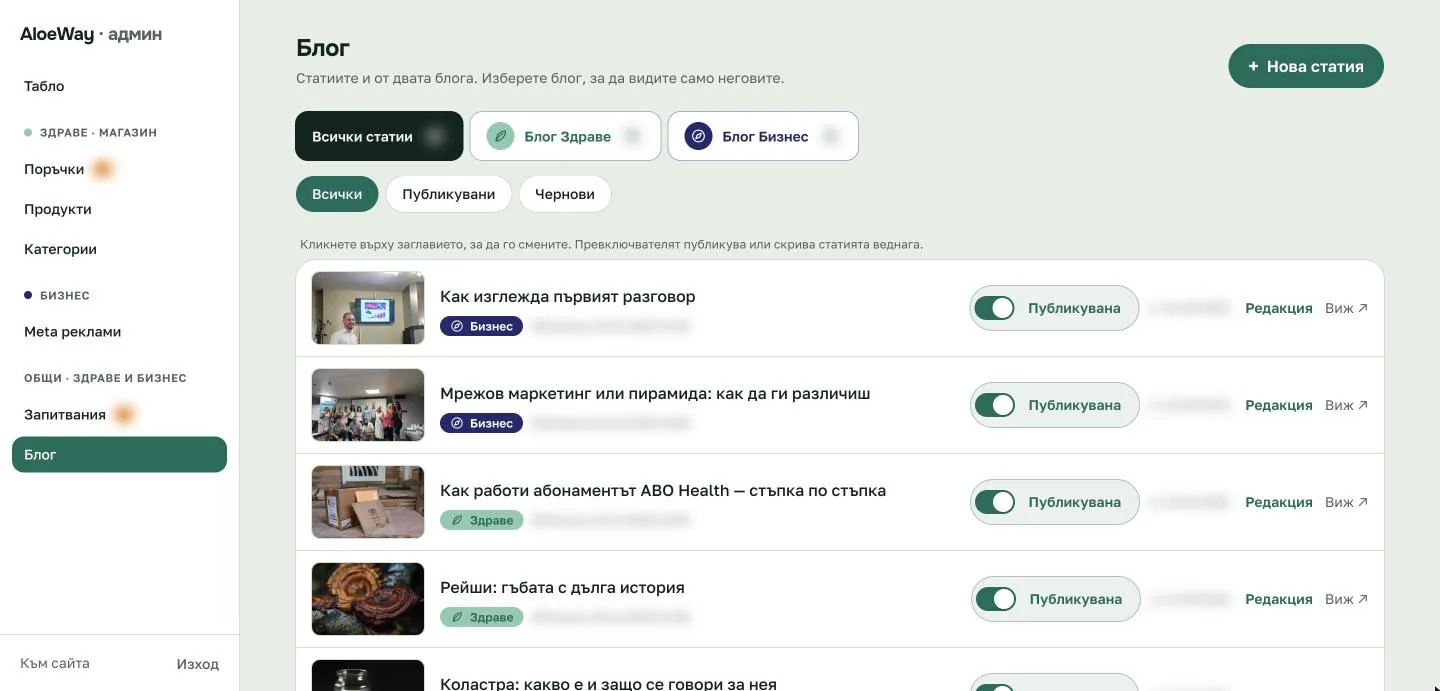 AloeWay · админ
Табло
ЗДРАВЕ · МАГАЗИН
Поръчки
Продукти
Категории
БИЗНЕС
Meta реклами
ОБЩИ · ЗДРАВЕ И БИЗНЕС
Запитвания
Блог
Към сайта
Изход
Блог
Статиите и от двата блога. Изберете блог, за да видите само неговите.
+ Нова статия
Всички статии
Блог Здраве
Блог Бизнес
Всички
Публикувани
Чернови
Кликнете върху заглавието, за да го смените. Превключвателят публикува или скрива статията веднага.
Как изглежда първият разговор
Бизнес
Публикувана
Редакция
Виж ↗
Мрежов маркетинг или пирамида: как да ги различиш
Бизнес
Публикувана
Редакция
Виж ↗
Как работи абонаментът ABO Health — стъпка по стъпка
Здраве
Публикувана
Редакция
Виж ↗
Рейши: гъбата с дълга история
Здраве
Публикувана
Редакция
Виж ↗
Коластра: какво е и защо се говори за нея